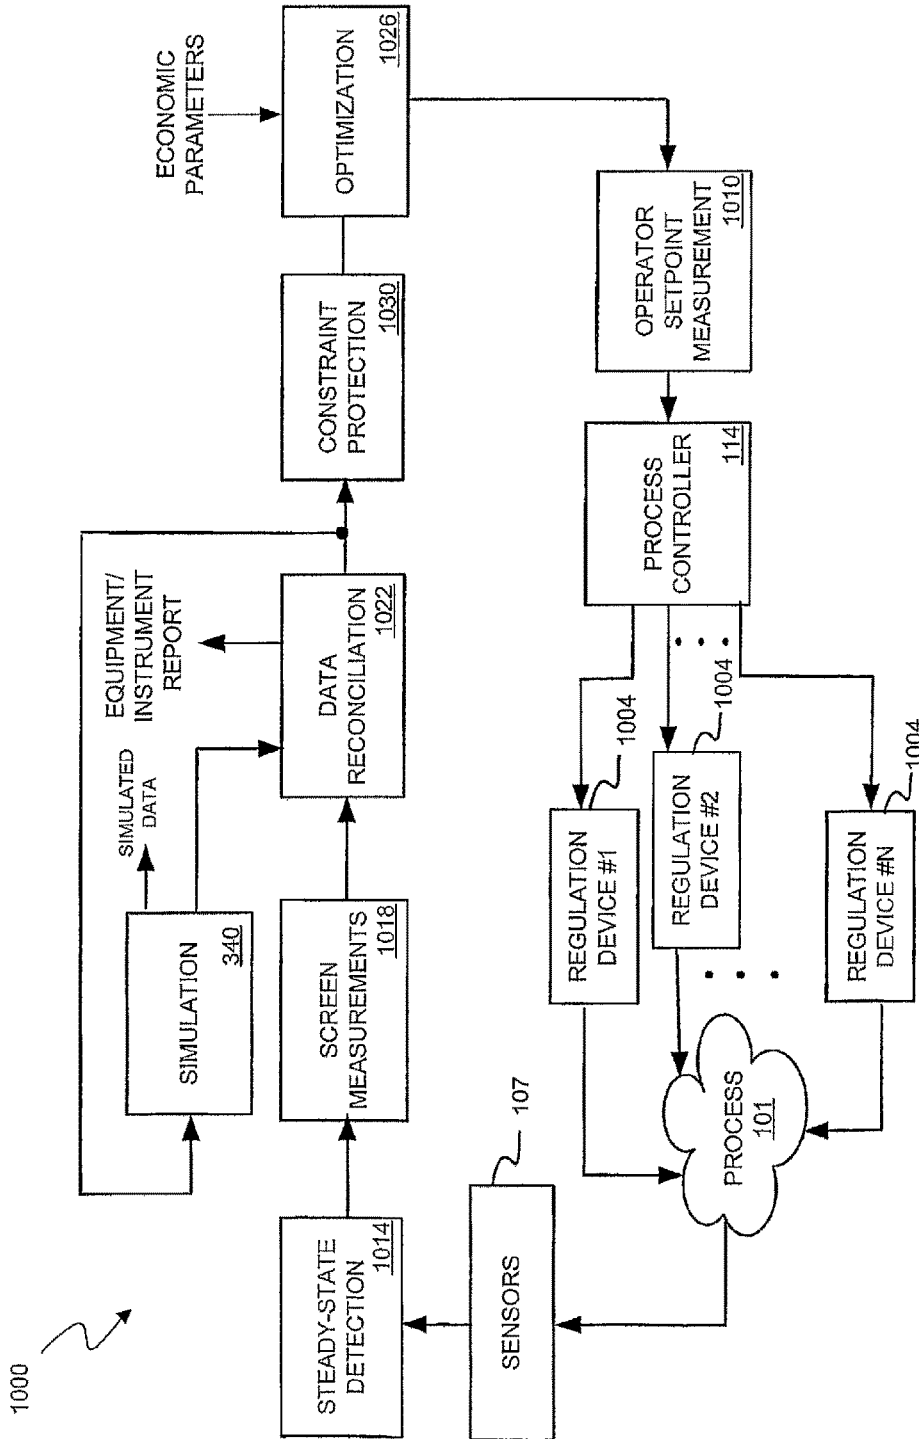 1000
STEADY-STATE
DETECTION
1014
SENSORS
107
SIMULATION
340
SIMULATED
DATA
SCREEN
MEASUREMENTS
1018
EQUIPMENT/
INSTRUMENT
REPORT
DATA
RECONCILIATION
1022
CONSTRAINT
PROTECTION
1030
ECONOMIC
PARAMETERS
OPTIMIZATION
1026
OPERATOR
SETPOINT
MEASUREMENT
1010
PROCESS
CONTROLLER
114
REGULATION
DEVICE #1
1004
REGULATION
DEVICE #2
1004
REGULATION
DEVICE #N
1004
PROCESS
101